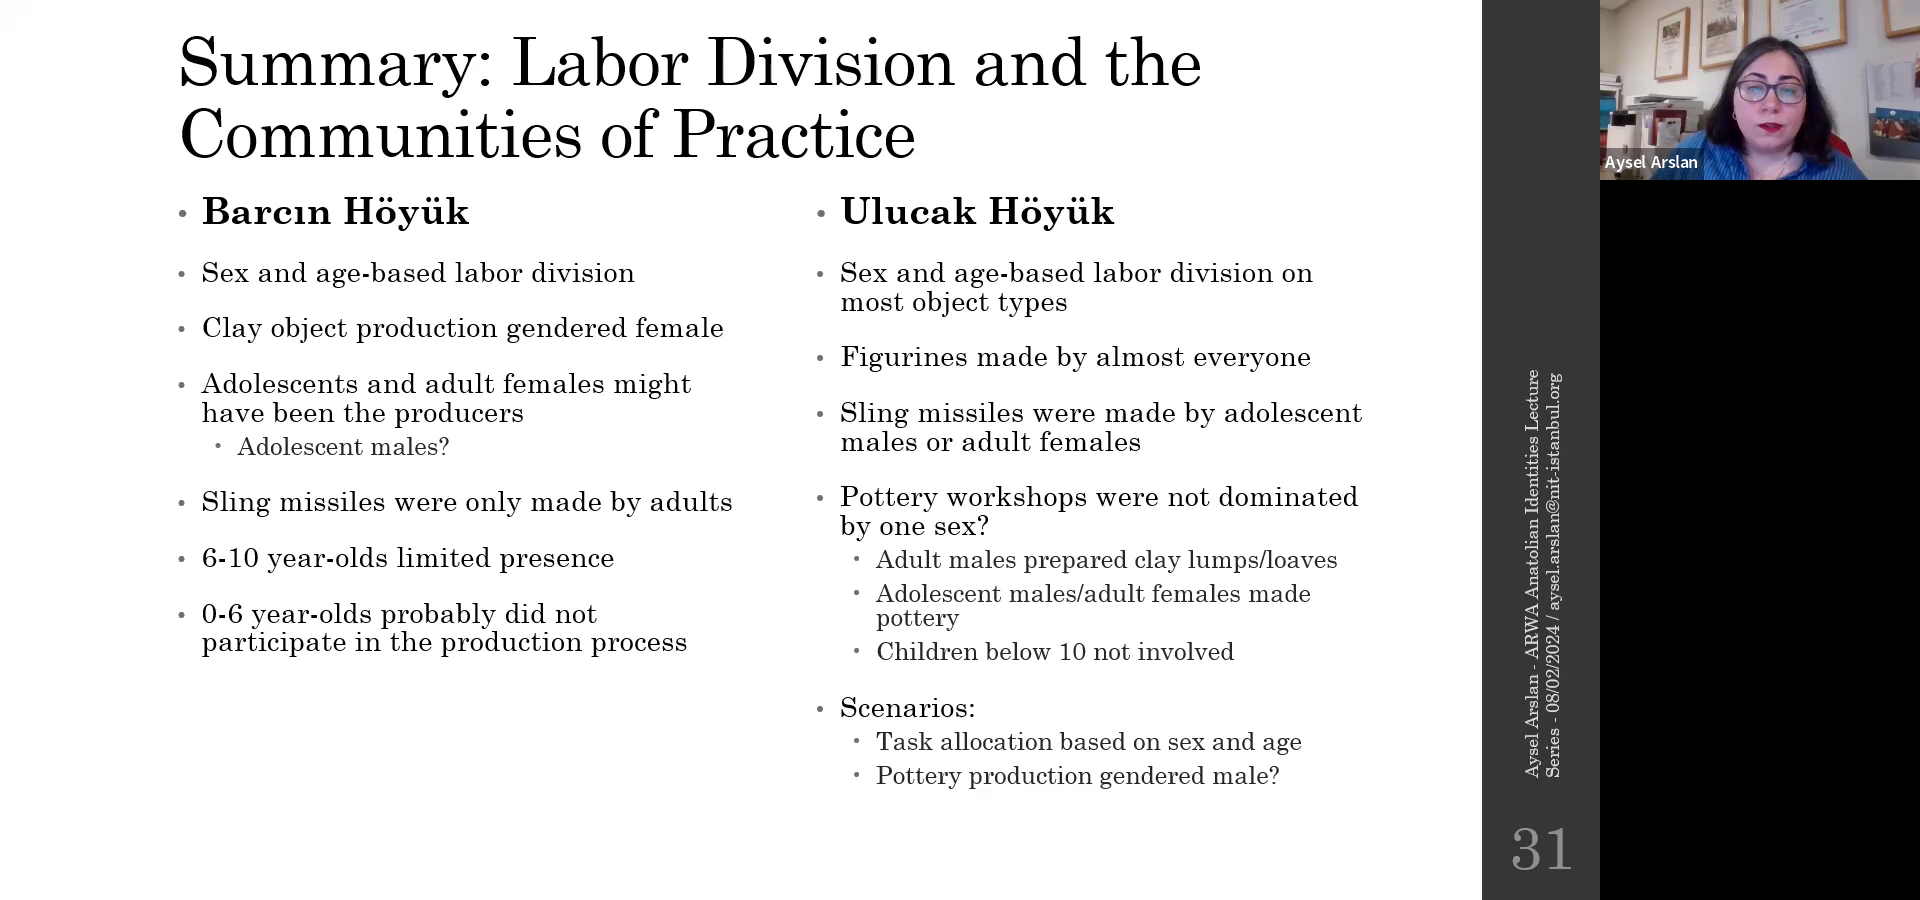 Summary: Labor Division and the
Communities of Practice
• Barcın Höyük
• Sex and age-based labor division
• Clay object production gendered female
• Adolescents and adult females might
have been the producers
• Adolescent males?
• Sling missiles were only made by adults
• 6-10 year-olds limited presence
• 0-6 year-olds probably did not
participate in the production process
• Ulucak Höyük
• Sex and age-based labor division on
most object types
• Figurines made by almost everyone
• Sling missiles were made by adolescent
males or adult females
• Pottery workshops were not dominated
by one sex?
• Adult males prepared clay lumps/loaves
• Adolescent males/adult females made
pottery
• Children below 10 not involved
• Scenarios:
• Task allocation based on sex and age
• Pottery production gendered male?
Aysel Arslan - ARWA Anatolian Identities Lecture
Series - 08/02/2024 / aysel.arslan@nit-istanbul.org
31
Aysel Arslan